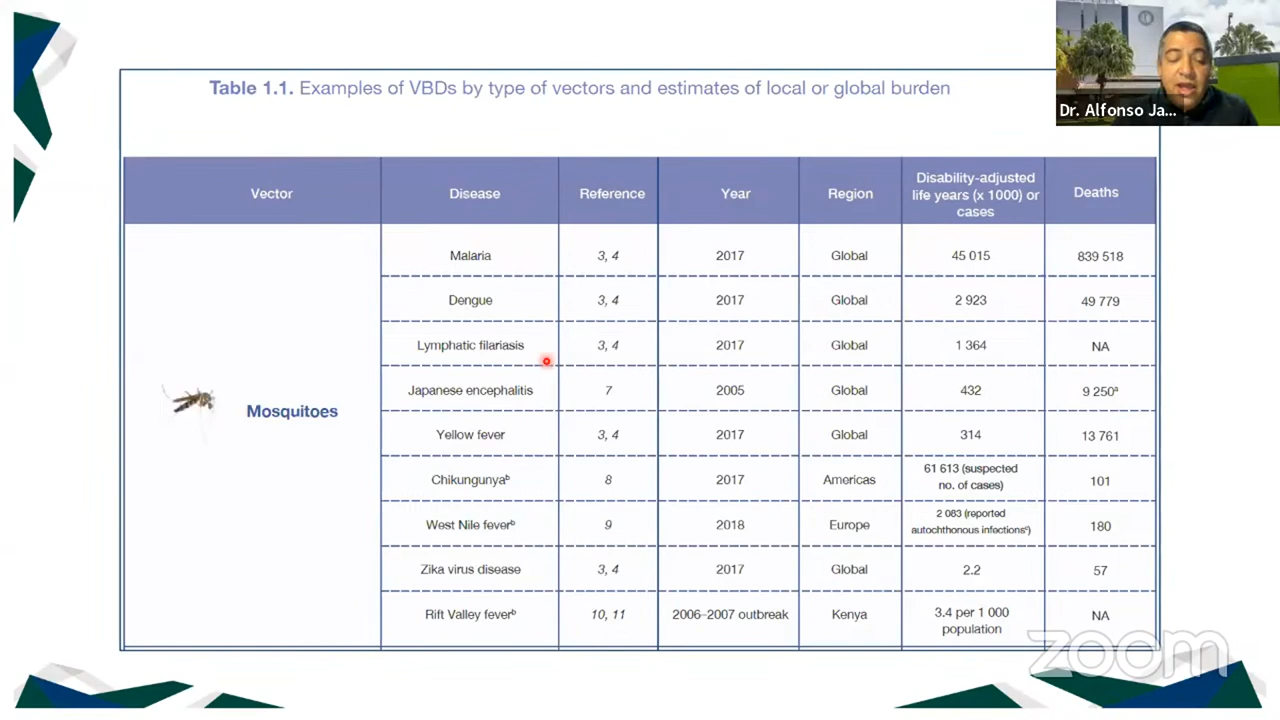 Table 1.1. Examples of VBDs by type of vectors and estimates of local or global burden
Dr. Alfonso Ja...
Vector Disease Reference Year Region Disability-adjusted life years (x 1000) or cases Deaths
Mosquitoes
Malaria 3, 4 2017 Global 45 015 839 518
Dengue 3, 4 2017 Global 2 923 49 779
Lymphatic filariasis 3, 4 2017 Global 1 364 NA
Japanese encephalitis 7 2005 Global 432 9 250ᵃ
Yellow fever 3, 4 2017 Global 314 13 761
Chikungunyaᵇ 8 2017 Americas 61 613 (suspected no. of cases) 101
West Nile feverᵇ 9 2018 Europe 2 083 (reported autochthonous infectionsᶜ) 180
Zika virus disease 3, 4 2017 Global 2.2 57
Rift Valley feverᵇ 10, 11 2006–2007 outbreak Kenya 3.4 per 1 000 population NA
zoom